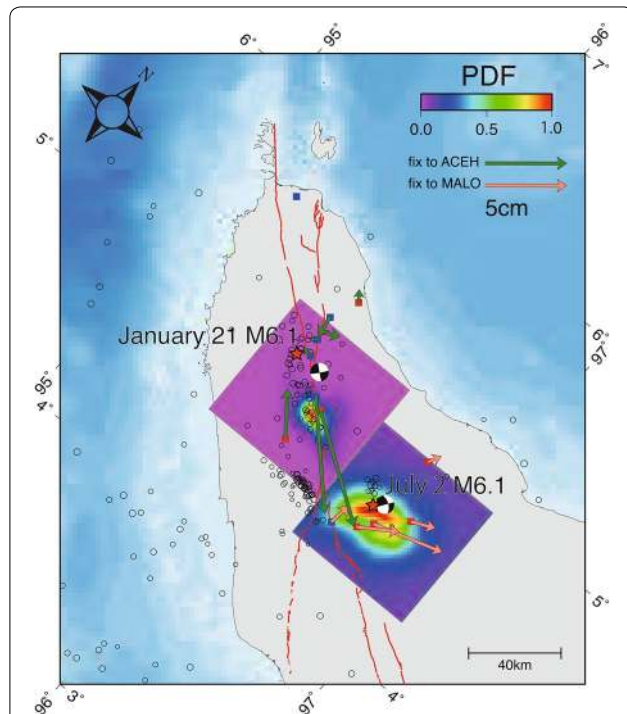 6° 95° 96°
7°
N
PDF
0.0 0.5 1.0
fix to ACEH
fix to MALO
5cm
5°
January 21 M6.1
6°
97°
95°
4°
July 2 M6.1
5°
40km
96° 3° 97° 4°